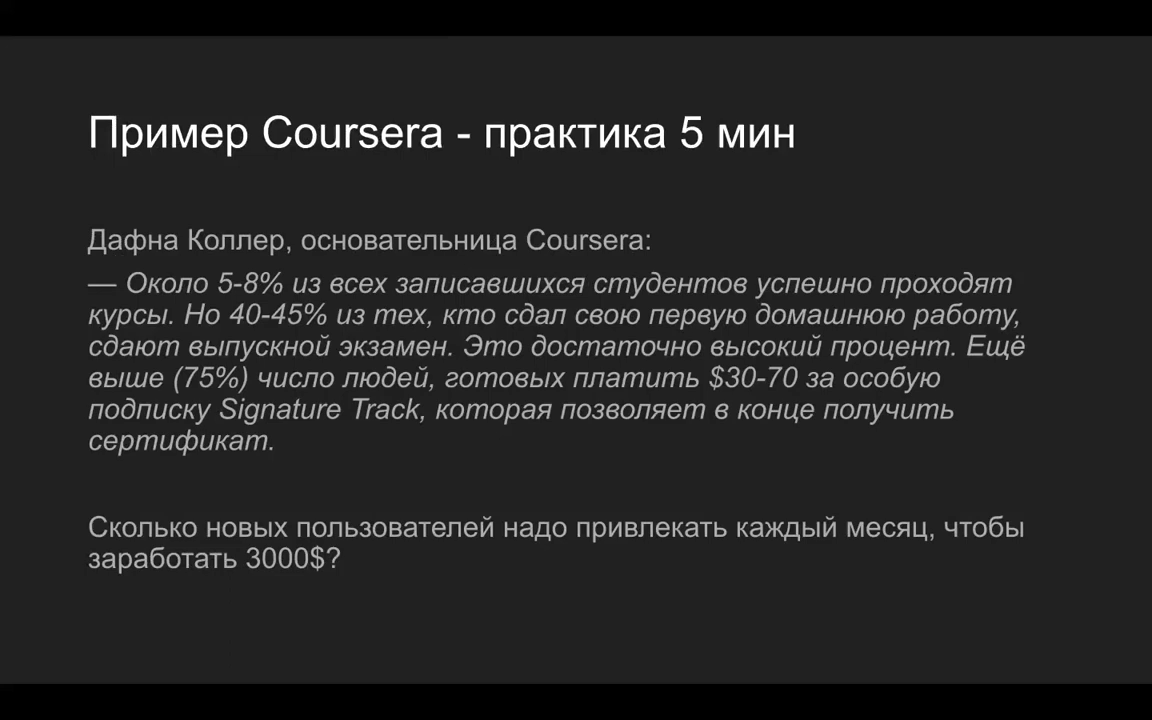 Пример Coursera - практика 5 мин
Дафна Коллер, основательница Coursera:
— Около 5-8% из всех записавшихся студентов успешно проходят
курсы. Но 40-45% из тех, кто сдал свою первую домашнюю работу,
сдают выпускной экзамен. Это достаточно высокий процент. Ещё
выше (75%) число людей, готовых платить $30-70 за особую
подписку Signature Track, которая позволяет в конце получить
сертификат.
Сколько новых пользователей надо привлекать каждый месяц, чтобы
заработать 3000$?